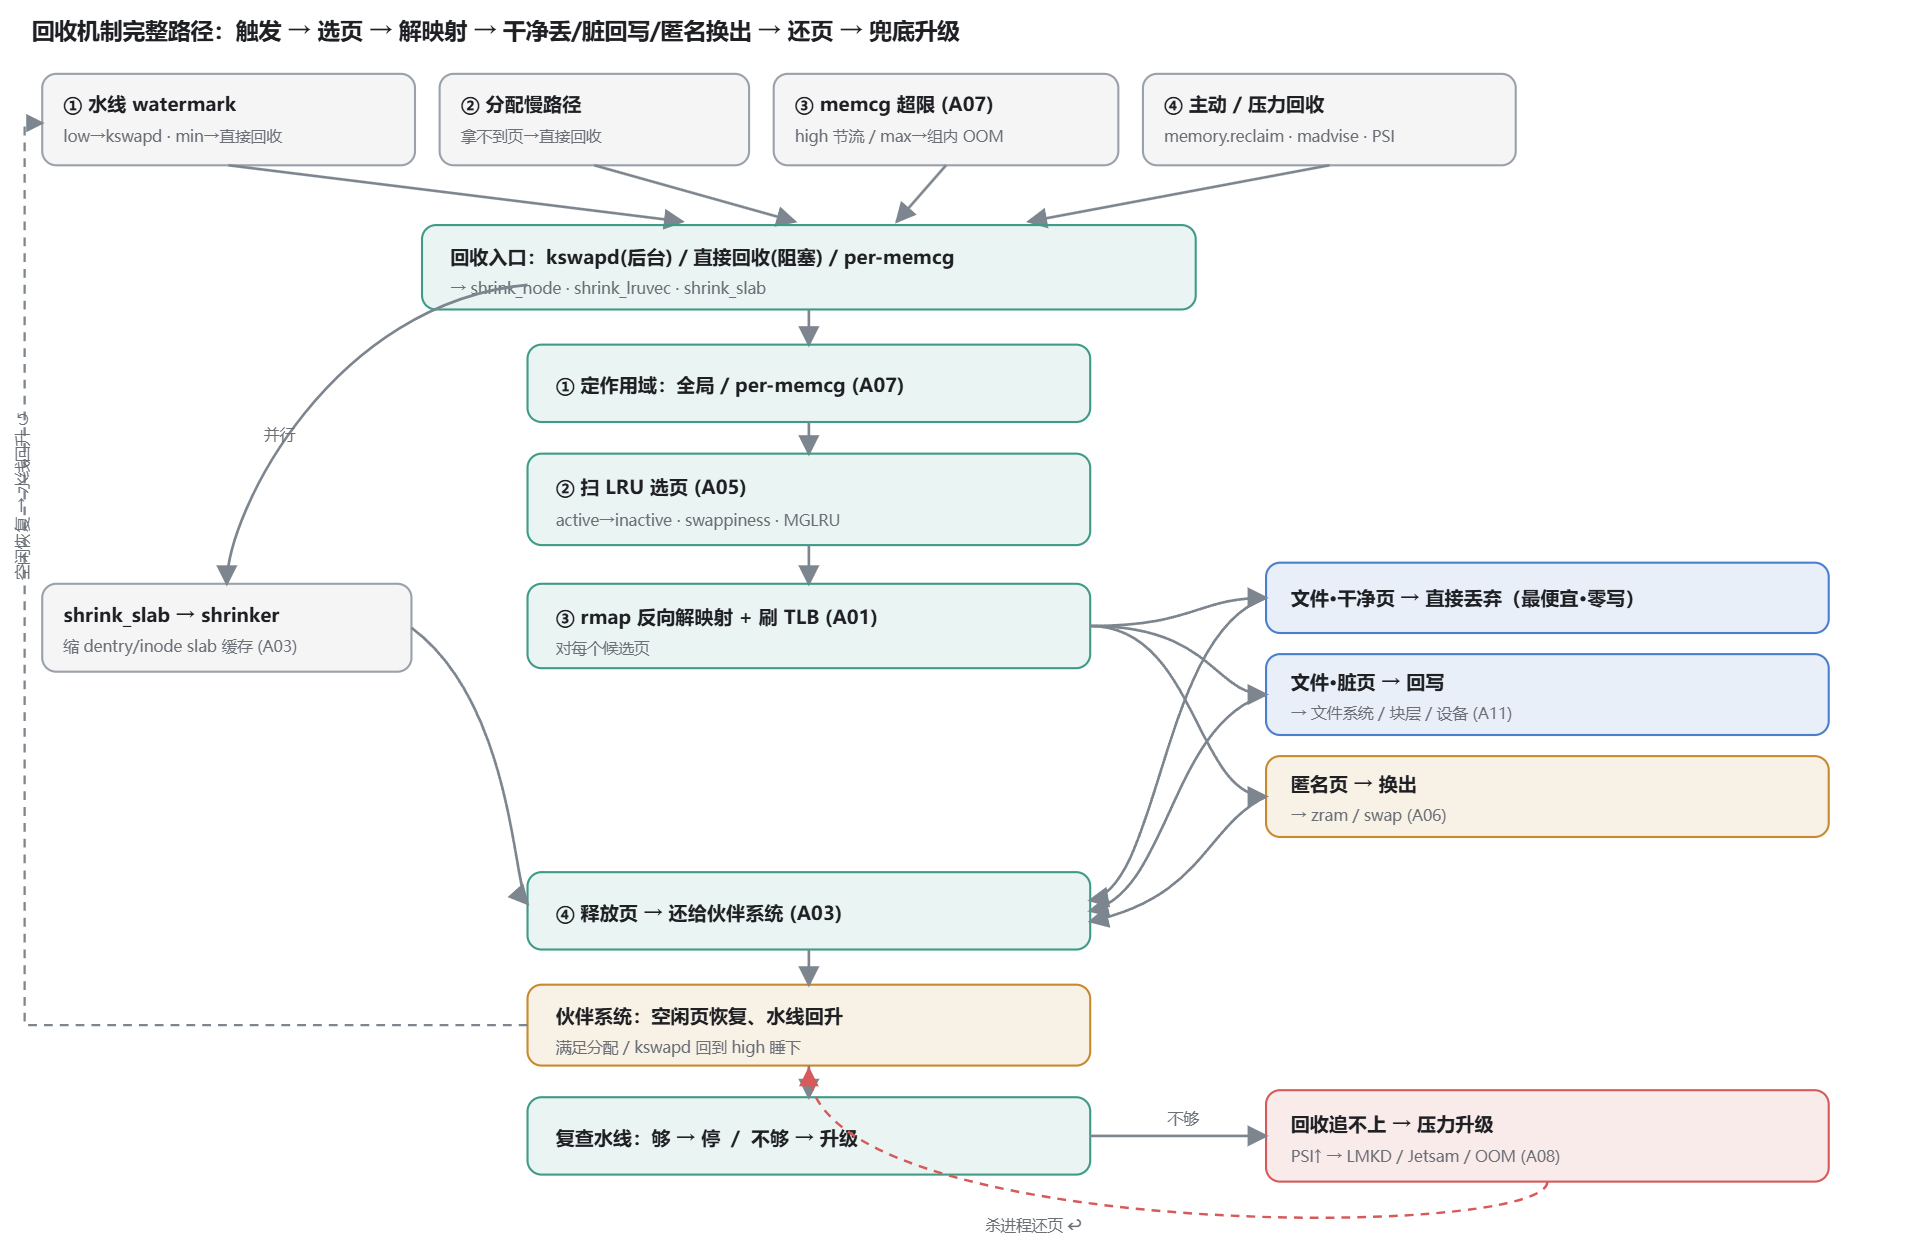 回收机制完整路径：触发 → 选页 → 解映射 → 干净丢/脏回写/匿名换出 → 还页 → 兜底升级
① 水线 watermark
low→kswapd · min→直接回收
② 分配慢路径
拿不到页→直接回收
③ memcg 超限 (A07)
high 节流 / max→组内 OOM
④ 主动 / 压力回收
memory.reclaim · madvise · PSI
回收入口：kswapd(后台) / 直接回收(阻塞) / per-memcg
→ shrink_node · shrink_lruvec · shrink_slab
① 定作用域：全局 / per-memcg (A07)
并行
空闲恢复 → 水线回升 ↺
② 扫 LRU 选页 (A05)
active→inactive · swappiness · MGLRU
shrink_slab → shrinker
缩 dentry/inode slab 缓存 (A03)
③ rmap 反向解映射 + 刷 TLB (A01)
对每个候选页
文件·干净页 → 直接丢弃（最便宜·零写）
文件·脏页 → 回写
→ 文件系统 / 块层 / 设备 (A11)
匿名页 → 换出
→ zram / swap (A06)
④ 释放页 → 还给伙伴系统 (A03)
伙伴系统：空闲页恢复、水线回升
满足分配 / kswapd 回到 high 睡下
复查水线：够 → 停 / 不够 → 升级
不够
回收追不上 → 压力升级
PSI↑ → LMKD / Jetsam / OOM (A08)
杀进程还页 ↩